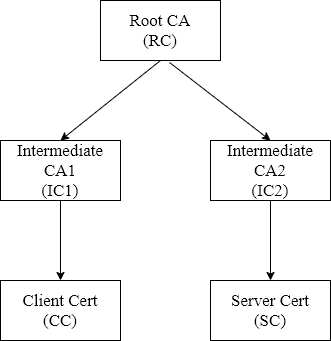 Root CA
(RC)
Intermediate
CA1
(IC1)
Intermediate
CA2
(IC2)
Client Cert
(CC)
Server Cert
(SC)